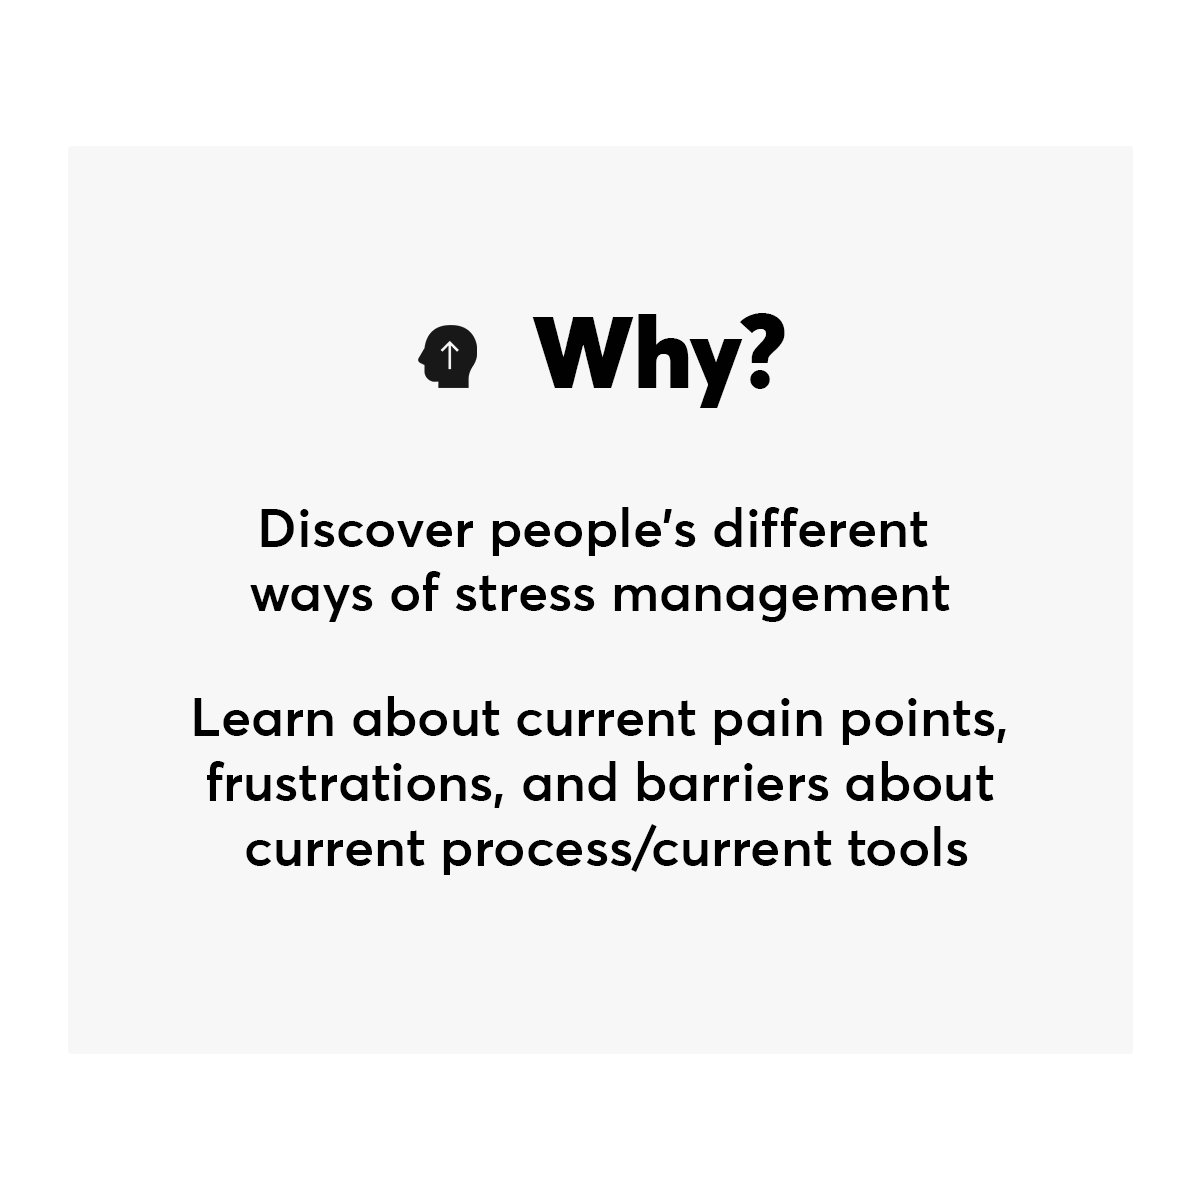 Why?
Discover people's different
ways of stress management
Learn about current pain points,
frustrations, and barriers about
current process/current tools